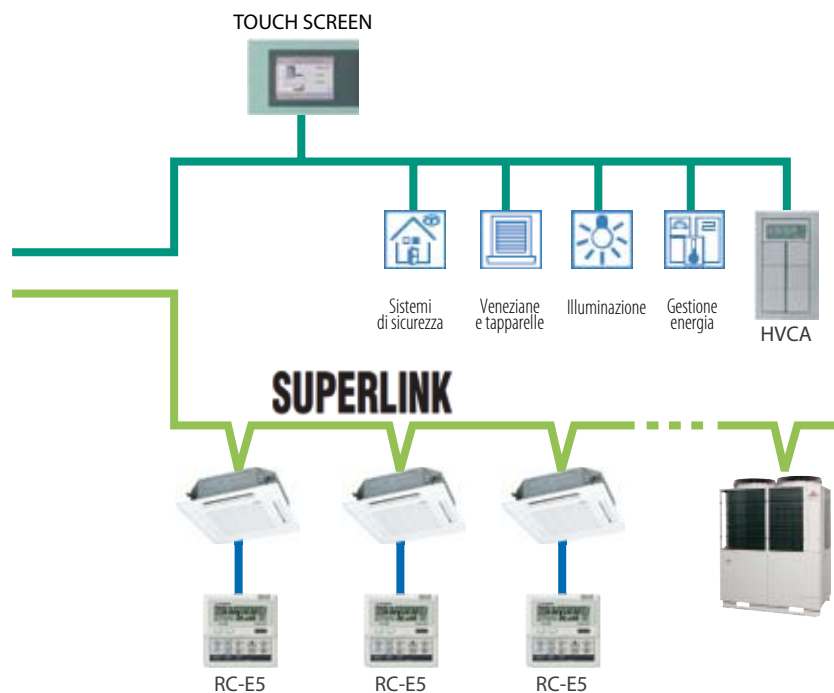 TOUCH SCREEN
Sistemi
di sicurezza
Veneziane
e tapparelle
Illuminazione
Gestione
energia
HVCA
SUPERLINK
RC-E5
RC-E5
RC-E5